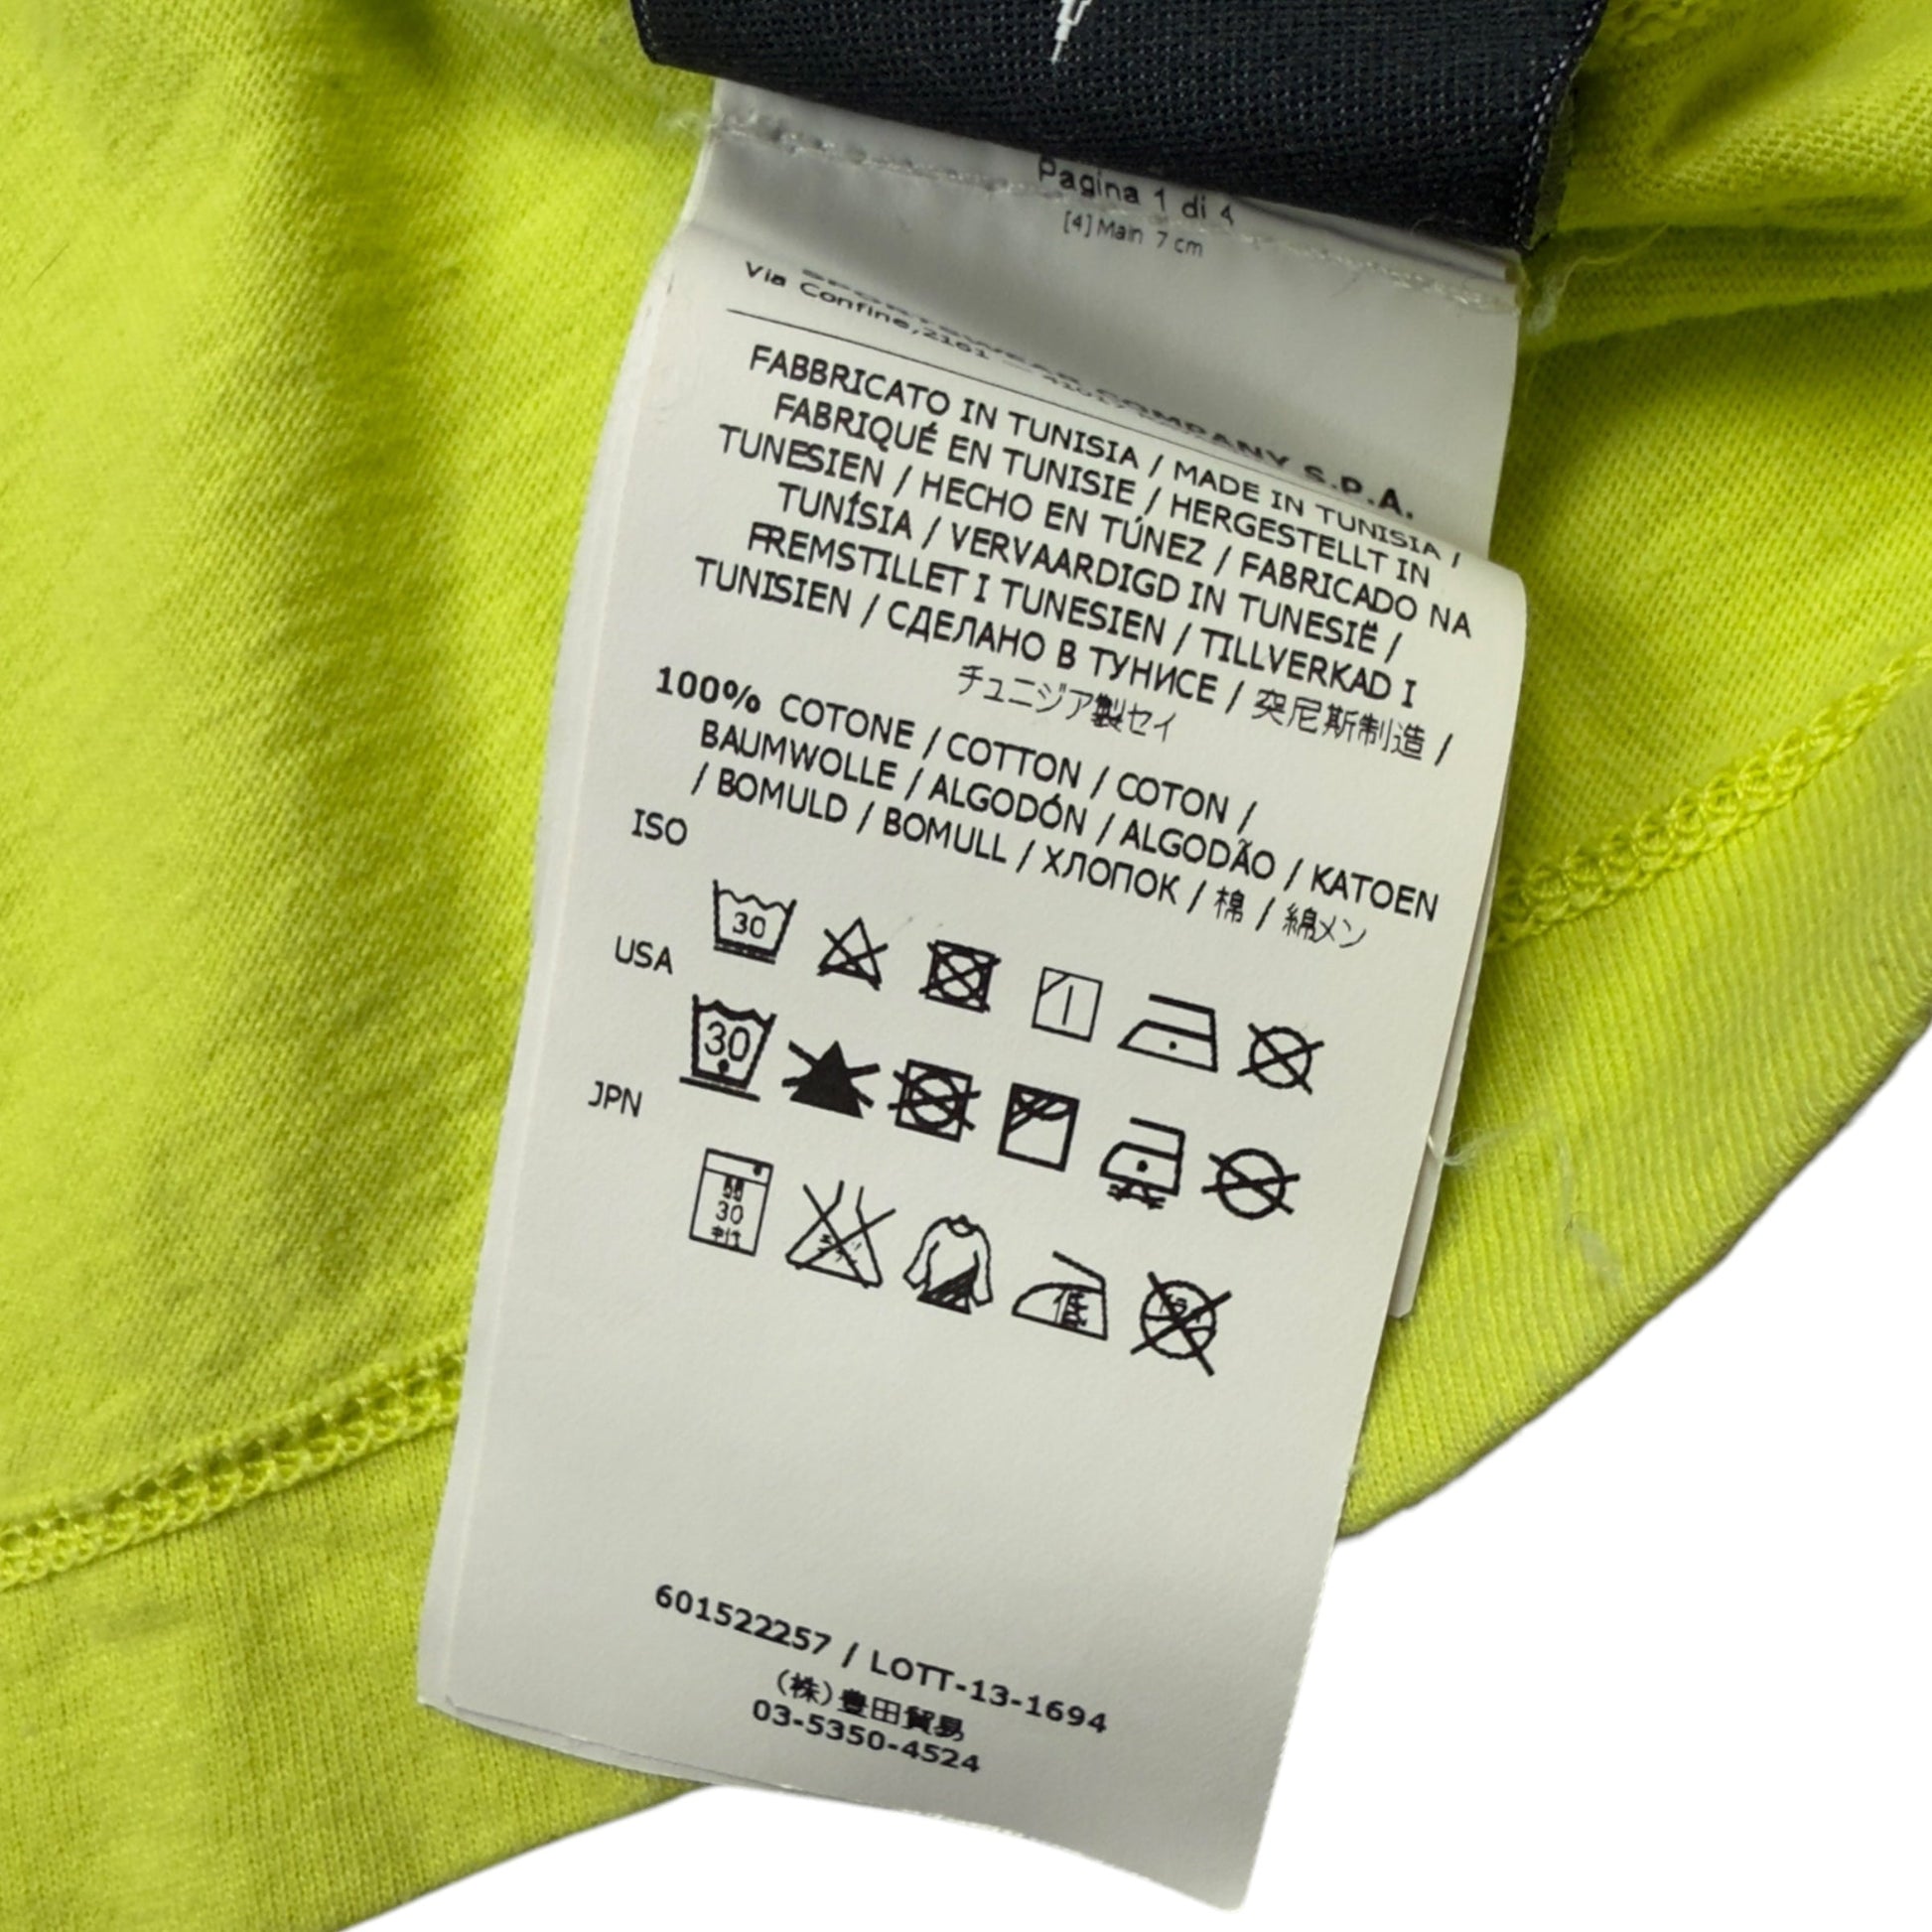 Pagina 1 di 4
[4] Main 7 cm
SPORTSWEAR COMPANY S.p.A.
Via Confine,2161
FABBRICATO IN TUNISIA / MADE IN TUNISIA /
FABRIQUÉ EN TUNISIE / HERGESTELLT IN
TUNESIEN / HECHO EN TÚNEZ / FABRICADO NA
TUNÍSIA / VERVAARDIGD IN TUNESIË /
FREMSTILLET I TUNESIEN / TILLVERKAD I
TUNISIEN / СДЕЛАНО В ТУНИСЕ / 突尼斯制造 /
チュニジア製セイ
100% COTONE / COTTON / COTON /
BAUMWOLLE / ALGODÓN / ALGODÃO / KATOEN
/ BOMULD / BOMULL / ХЛОПОК / 棉 / 綿メン
ISO
30
USA
30
JPN
30
低
601522257 / LOTT-13-1694
(株)豊田貿易
03-5350-4524